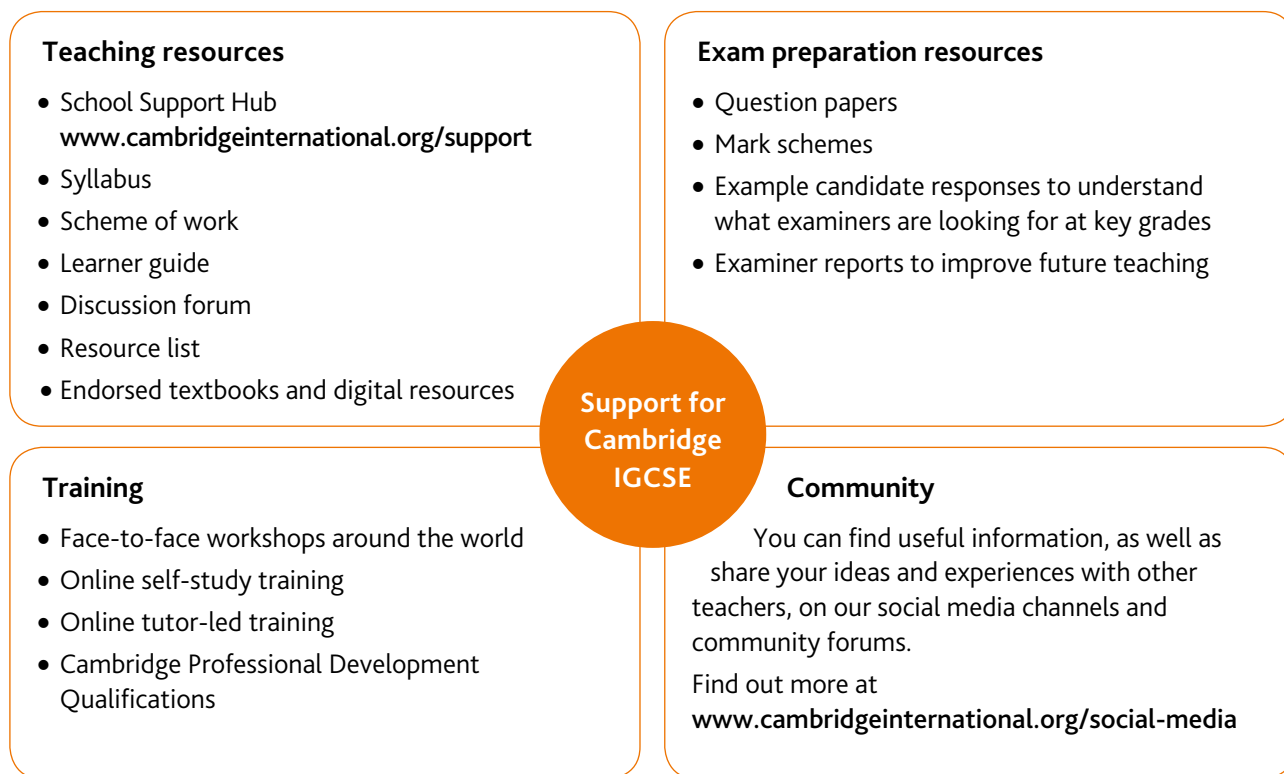 Teaching resources
• School Support Hub
www.cambridgeinternational.org/support
• Syllabus
• Scheme of work
• Learner guide
• Discussion forum
• Resource list
• Endorsed textbooks and digital resources
Exam preparation resources
• Question papers
• Mark schemes
• Example candidate responses to understand
what examiners are looking for at key grades
• Examiner reports to improve future teaching
Support for
Cambridge
IGCSE
Training
• Face-to-face workshops around the world
• Online self-study training
• Online tutor-led training
• Cambridge Professional Development
Qualifications
Community
You can find useful information, as well as
share your ideas and experiences with other
teachers, on our social media channels and
community forums.
Find out more at
www.cambridgeinternational.org/social-media